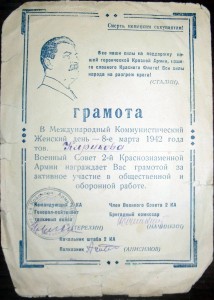 Смерть немецким оккупантам!
Все наши силы на поддержку на-
шей героической Красной Армии, нашего
славного Красного Флота! Все силы
народа на разгром врага!
(СТАЛИН)
грамота
В Международный Коммунистический
Женский день — 8-е марта 1942 года
тов.
Военный Совет 2-й Краснознаменной
Армии награждает Вас грамотой за
активное участие в общественной и
оборонной работе.
Командующий 2 КА
Член Военного Совета 2 КА
Бригадный комиссар
Начальник штаба 2 КА
Полковник